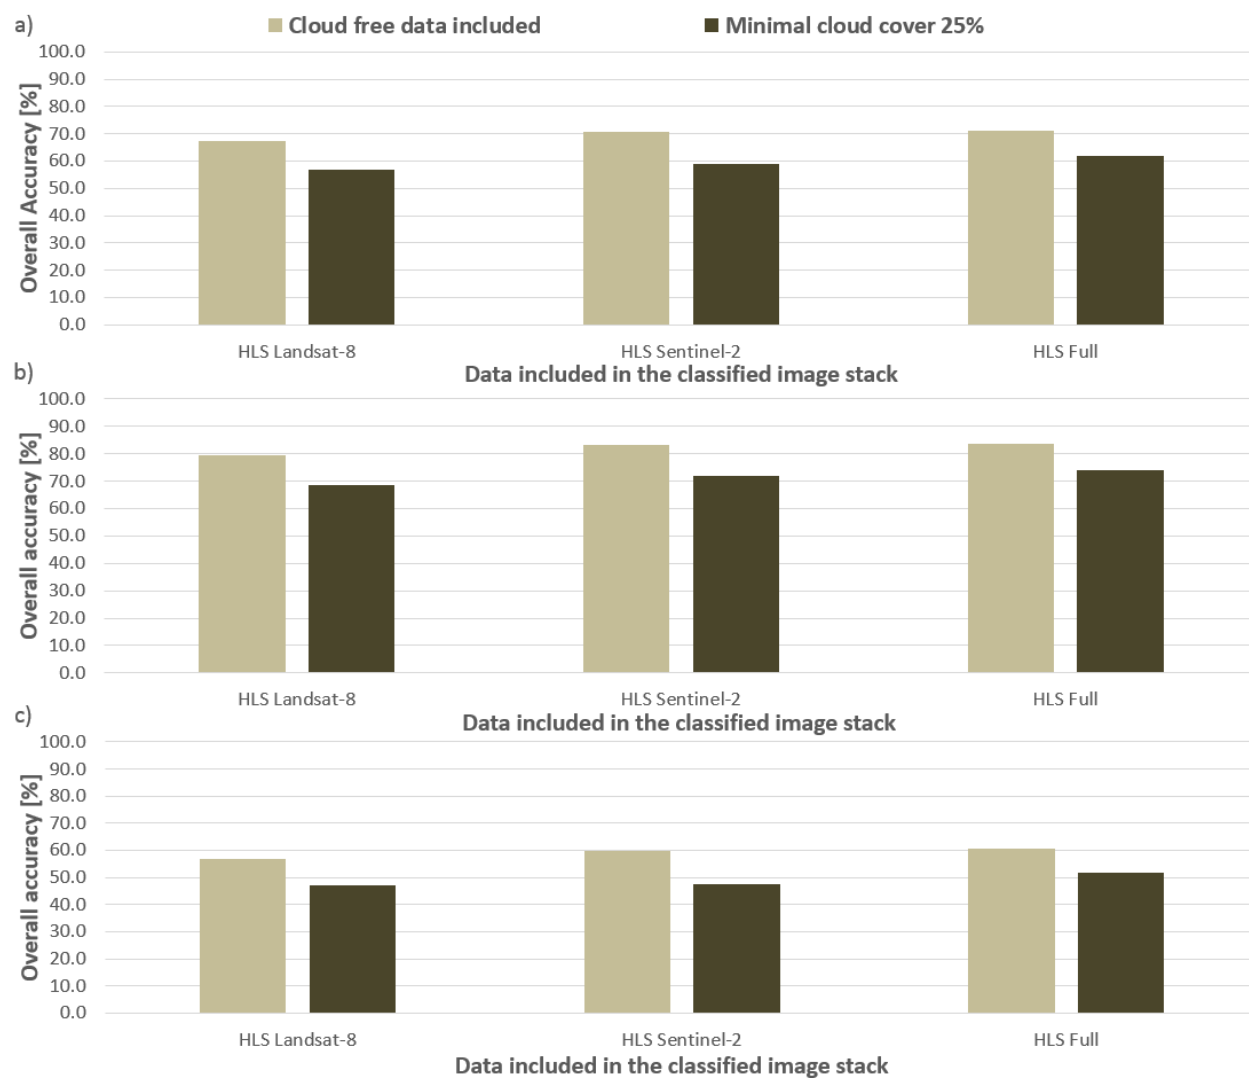 a)
Cloud free data included Minimal cloud cover 25%
Overall Accuracy [%]
100.0
90.0
80.0
70.0
60.0
50.0
40.0
30.0
20.0
10.0
0.0
HLS Landsat-8 HLS Sentinel-2 HLS Full
Data included in the classified image stack
b)
Overall accuracy [%]
100.0
90.0
80.0
70.0
60.0
50.0
40.0
30.0
20.0
10.0
0.0
HLS Landsat-8 HLS Sentinel-2 HLS Full
Data included in the classified image stack
c)
Overall accuracy [%]
100.0
90.0
80.0
70.0
60.0
50.0
40.0
30.0
20.0
10.0
0.0
HLS Landsat-8 HLS Sentinel-2 HLS Full
Data included in the classified image stack